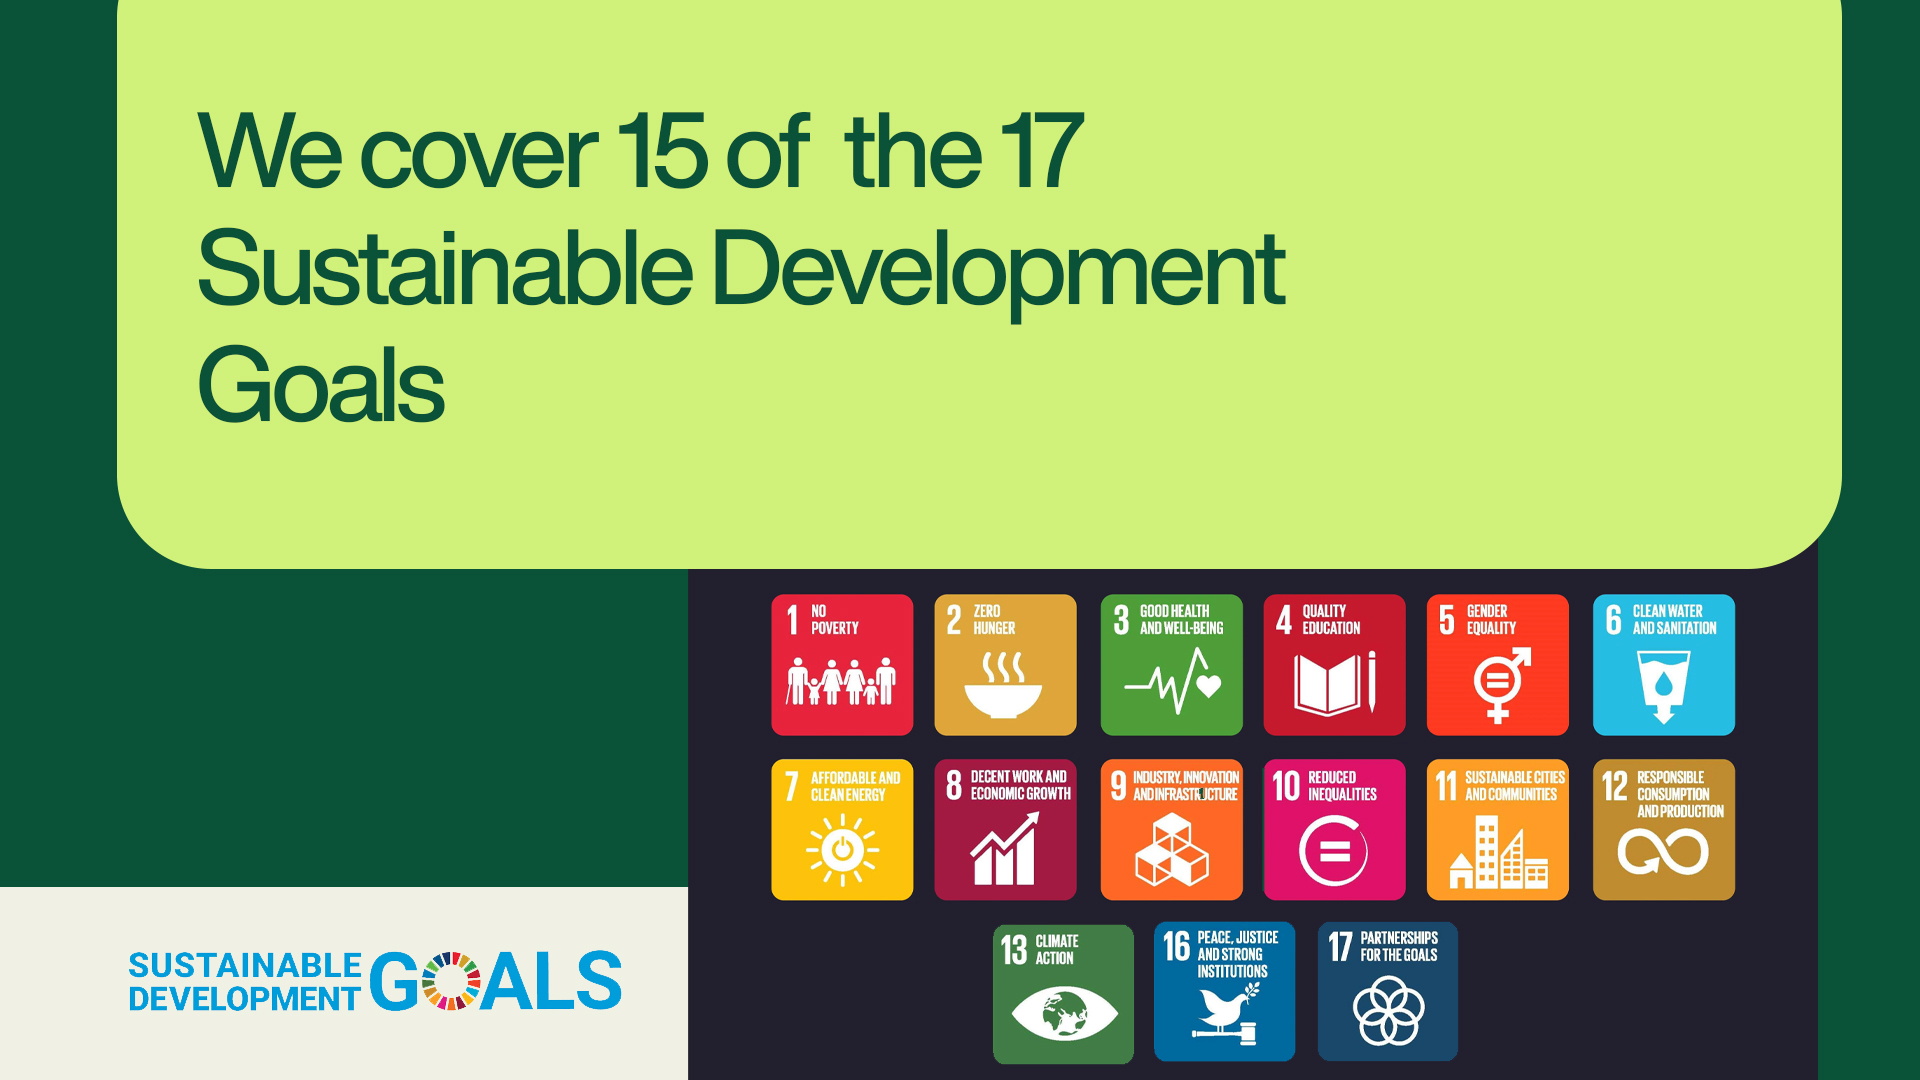 We cover 15 of the 17
Sustainable Development
Goals
1 NO
POVERTY
2 ZERO
HUNGER
3 GOOD HEALTH
AND WELL-BEING
4 QUALITY
EDUCATION
5 GENDER
EQUALITY
6 CLEAN WATER
AND SANITATION
7 AFFORDABLE AND
CLEAN ENERGY
8 DECENT WORK AND
ECONOMIC GROWTH
9 INDUSTRY, INNOVATION
AND INFRASTRUCTURE
10 REDUCED
INEQUALITIES
11 SUSTAINABLE CITIES
AND COMMUNITIES
12 RESPONSIBLE
CONSUMPTION
AND PRODUCTION
13 CLIMATE
ACTION
16 PEACE, JUSTICE
AND STRONG
INSTITUTIONS
17 PARTNERSHIPS
FOR THE GOALS
SUSTAINABLE
DEVELOPMENT
GOALS